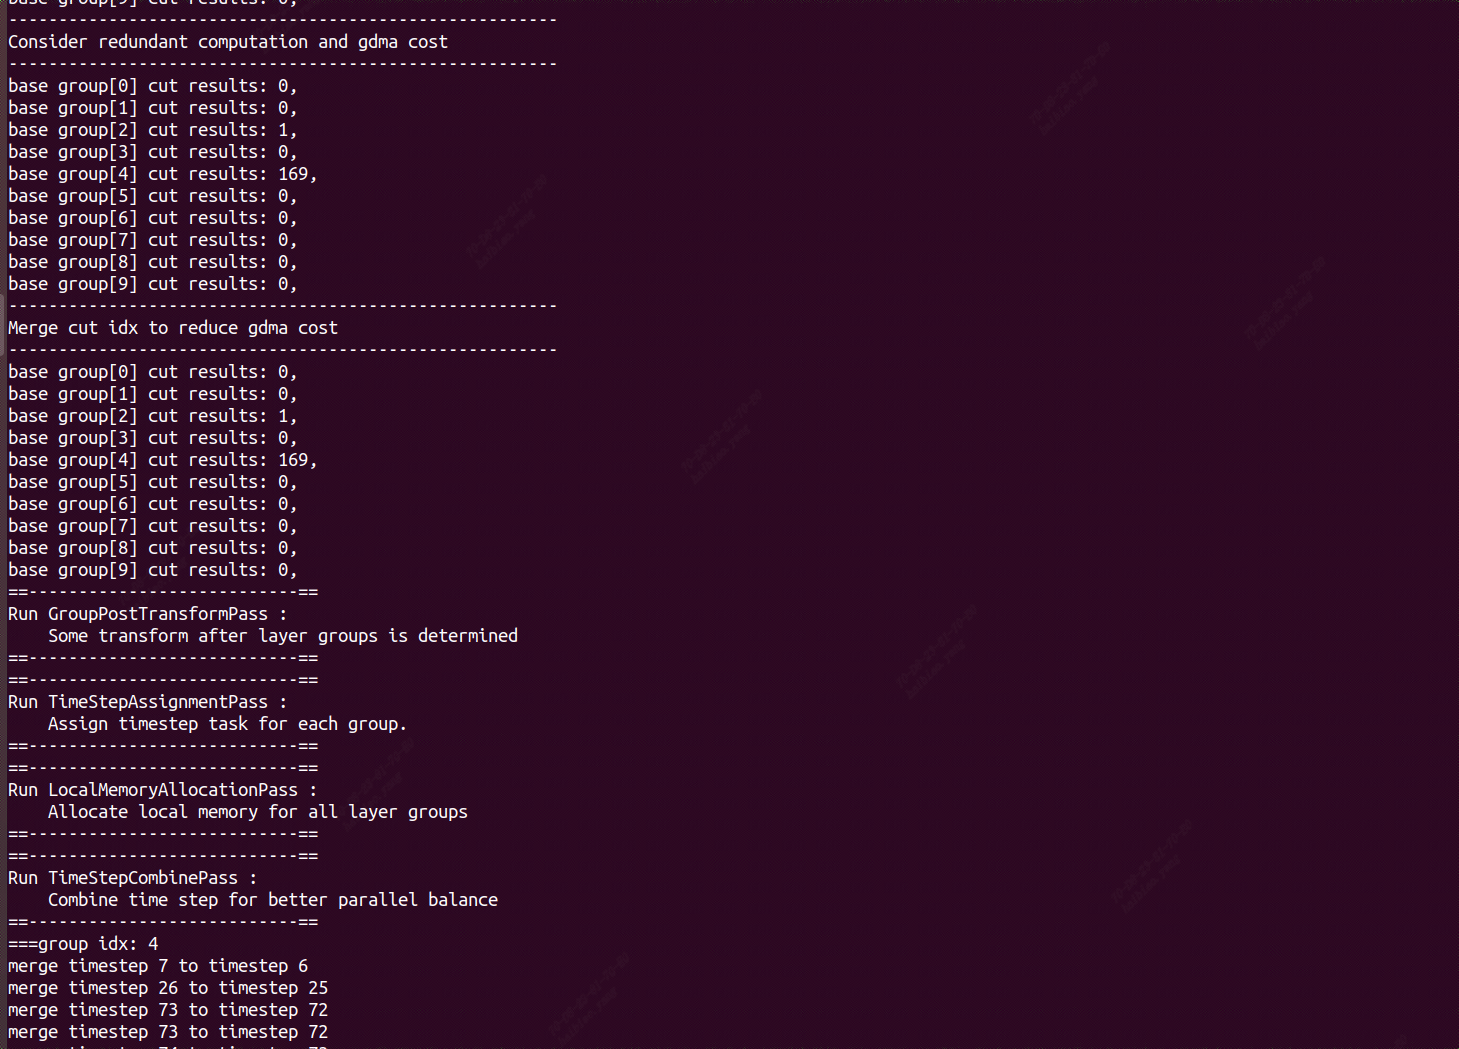 base group[9] cut results: 0,
-------------------------------------------------------
Consider redundant computation and gdma cost
-------------------------------------------------------
base group[0] cut results: 0,
base group[1] cut results: 0,
base group[2] cut results: 1,
base group[3] cut results: 0,
base group[4] cut results: 169,
base group[5] cut results: 0,
base group[6] cut results: 0,
base group[7] cut results: 0,
base group[8] cut results: 0,
base group[9] cut results: 0,
-------------------------------------------------------
Merge cut idx to reduce gdma cost
-------------------------------------------------------
base group[0] cut results: 0,
base group[1] cut results: 0,
base group[2] cut results: 1,
base group[3] cut results: 0,
base group[4] cut results: 169,
base group[5] cut results: 0,
base group[6] cut results: 0,
base group[7] cut results: 0,
base group[8] cut results: 0,
base group[9] cut results: 0,
==---------------------------==
Run GroupPostTransformPass :
    Some transform after layer groups is determined
==---------------------------==
==---------------------------==
Run TimeStepAssignmentPass :
    Assign timestep task for each group.
==---------------------------==
==---------------------------==
Run LocalMemoryAllocationPass :
    Allocate local memory for all layer groups
==---------------------------==
==---------------------------==
Run TimeStepCombinePass :
    Combine time step for better parallel balance
==---------------------------==
===group idx: 4
merge timestep 7 to timestep 6
merge timestep 26 to timestep 25
merge timestep 73 to timestep 72
merge timestep 73 to timestep 72